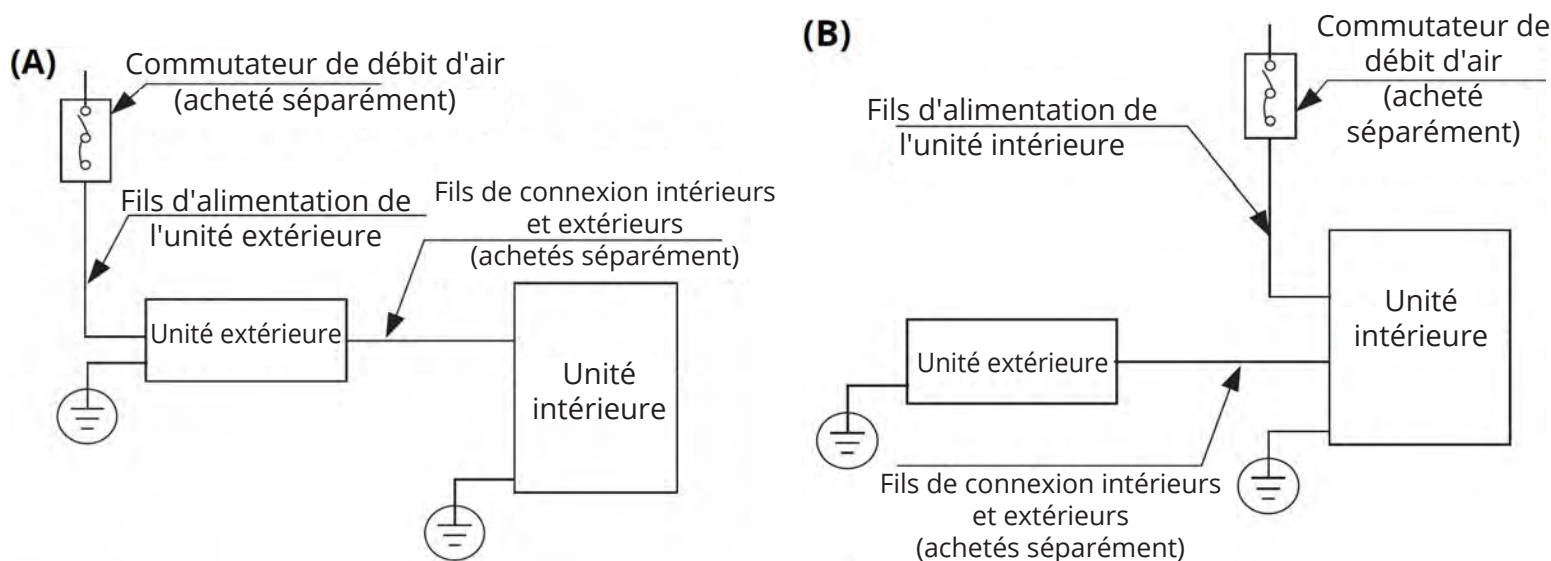 (A)
Commutateur de débit d'air
(acheté séparément)
Fils d'alimentation de
l'unité extérieure
Fils de connexion intérieurs
et extérieurs
(achetés séparément)
Unité extérieure
Unité
intérieure
(B)
Commutateur de
débit d'air
(acheté
séparément)
Fils d'alimentation de
l'unité intérieure
Unité
intérieure
Unité extérieure
Fils de connexion intérieurs
et extérieurs
(achetés séparément)